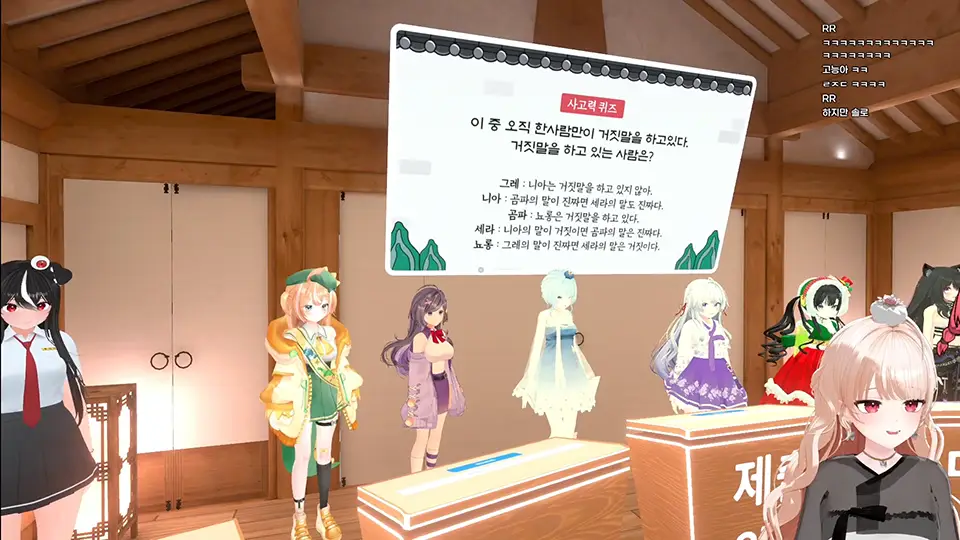 사고력 퀴즈
이 중 오직 한사람만이 거짓말을 하고있다.
거짓말을 하고 있는 사람은?
그레 : 니아는 거짓말을 하고 있지 않아.
니아 : 곰파의 말이 진짜면 세라의 말도 진짜다.
곰파 : 뇨롱은 거짓말을 하고 있다.
세라 : 니아의 말이 거짓이면 곰파의 말은 진짜다.
뇨롱 : 그레의 말이 진짜면 세라의 말은 거짓이다.
RR
ㅋㅋㅋㅋㅋㅋㅋㅋㅋㅋㅋㅋㅋ
ㅋㅋㅋㅋㅋㅋㅋㅋ
고능아 ㅋㅋ
ㄹㅈㄷ ㅋㅋㅋㅋ
RR
하지만 솔로